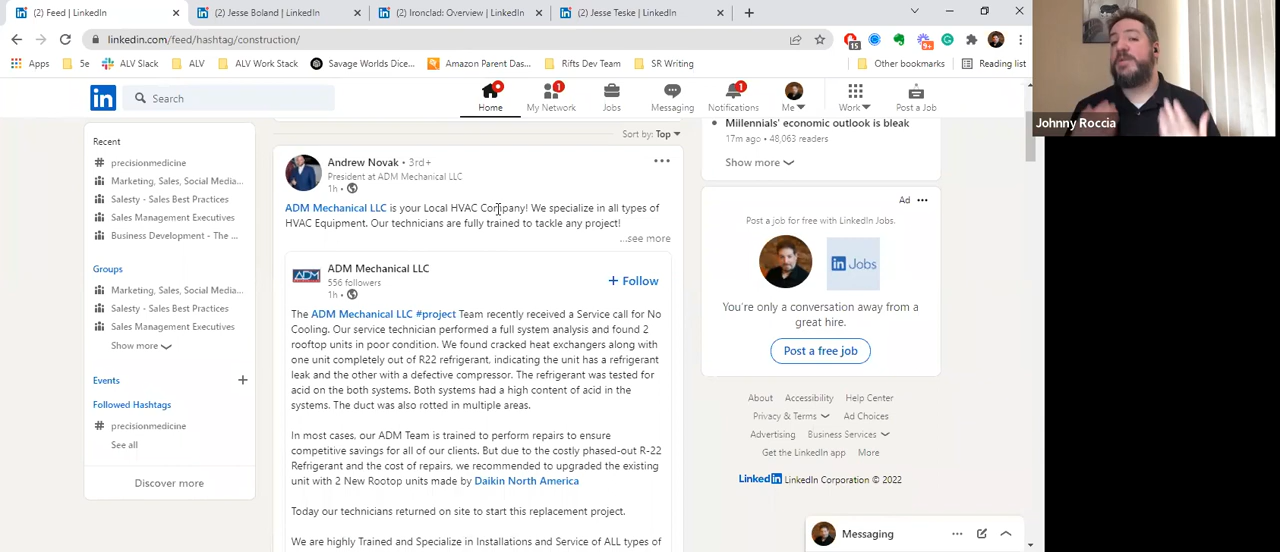 (2) Feed | LinkedIn
(2) Jesse Boland | LinkedIn
(2) Ironclad: Overview | LinkedIn
(2) Jesse Teske | LinkedIn
linkedin.com/feed/hashtag/construction/
15
9+
Apps
5e
ALV Slack
ALV
ALV Work Stack
Savage Worlds Dice...
Amazon Parent Das...
Rifts Dev Team
SR Writing
Other bookmarks
Reading list
in
Search
Home
1
My Network
Jobs
Messaging
1
Notifications
Me
Work
Post a Job
Johnny Roccia
Recent
# precisionmedicine
Marketing, Sales, Social Media...
Salesty - Sales Best Practices
Sales Management Executives
Business Development - The ...
Groups
Marketing, Sales, Social Media...
Salesty - Sales Best Practices
Sales Management Executives
Show more
Events
Followed Hashtags
# precisionmedicine
See all
Discover more
Sort by: Top
Andrew Novak • 3rd+
President at ADM Mechanical LLC
1h •
ADM Mechanical LLC is your Local HVAC Company! We specialize in all types of
HVAC Equipment. Our technicians are fully trained to tackle any project!
...see more
ADM
ADM Mechanical LLC
556 followers
1h •
+ Follow
The ADM Mechanical LLC #project Team recently received a Service call for No
Cooling. Our service technician performed a full system analysis and found 2
rooftop units in poor condition. We found cracked heat exchangers along with
one unit completely out of R22 refrigerant, indicating the unit has a refrigerant
leak and the other with a defective compressor. The refrigerant was tested for
acid on the both systems. Both systems had a high content of acid in the
systems. The duct was also rotted in multiple areas.
In most cases, our ADM Team is trained to perform repairs to ensure
competitive savings for all of our clients. But due to the costly phased-out R-22
Refrigerant and the cost of repairs, we recommended to upgraded the existing
unit with 2 New Rootop units made by Daikin North America
Today our technicians returned on site to start this replacement project.
We are highly Trained and Specialize in Installations and Service of ALL types of
Millennials' economic outlook is bleak
17m ago • 48,063 readers
Show more
Ad
Post a job for free with LinkedIn Jobs.
in Jobs
You're only a conversation away from a
great hire.
Post a free job
About Accessibility Help Center
Privacy & Terms Ad Choices
Advertising Business Services
Get the LinkedIn app More
LinkedIn LinkedIn Corporation © 2022
Messaging